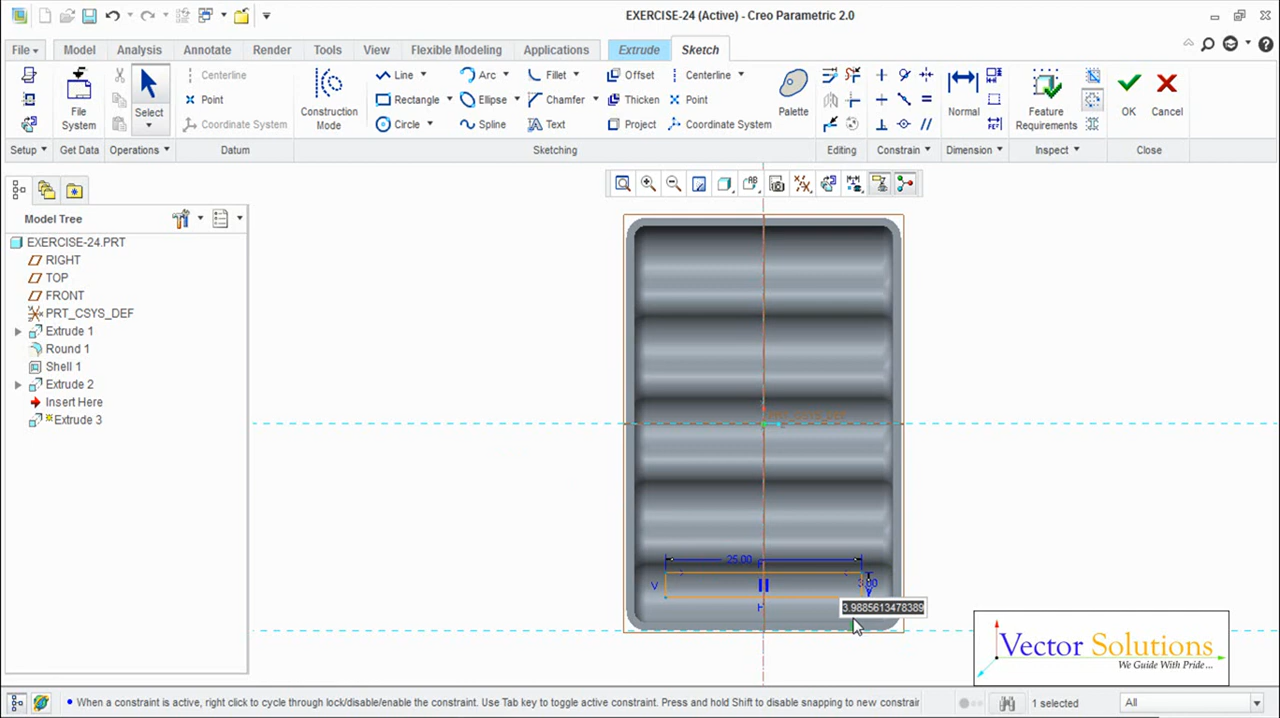 EXERCISE-24 (Active) - Creo Parametric 2.0
File
Model
Analysis
Annotate
Render
Tools
View
Flexible Modeling
Applications
Extrude
Sketch
File System
Select
Centerline
Point
Coordinate System
Construction Mode
Line
Arc
Fillet
Offset
Centerline
Rectangle
Ellipse
Chamfer
Thicken
Point
Circle
Spline
Text
Project
Coordinate System
Palette
Normal
Feature Requirements
OK
Cancel
Setup
Get Data
Operations
Datum
Sketching
Editing
Constrain
Dimension
Inspect
Close
Model Tree
EXERCISE-24.PRT
RIGHT
TOP
FRONT
PRT_CSYS_DEF
Extrude 1
Round 1
Shell 1
Extrude 2
Insert Here
Extrude 3
PRT_CSYS_DEF
25.00
H
V
V
H
3.9885613478389
Vector Solutions
We Guide With Pride...
When a constraint is active, right click to cycle through lock/disable/enable the constraint. Use Tab key to toggle active constraint. Press and hold Shift to disable snapping to new constrain
1 selected
All